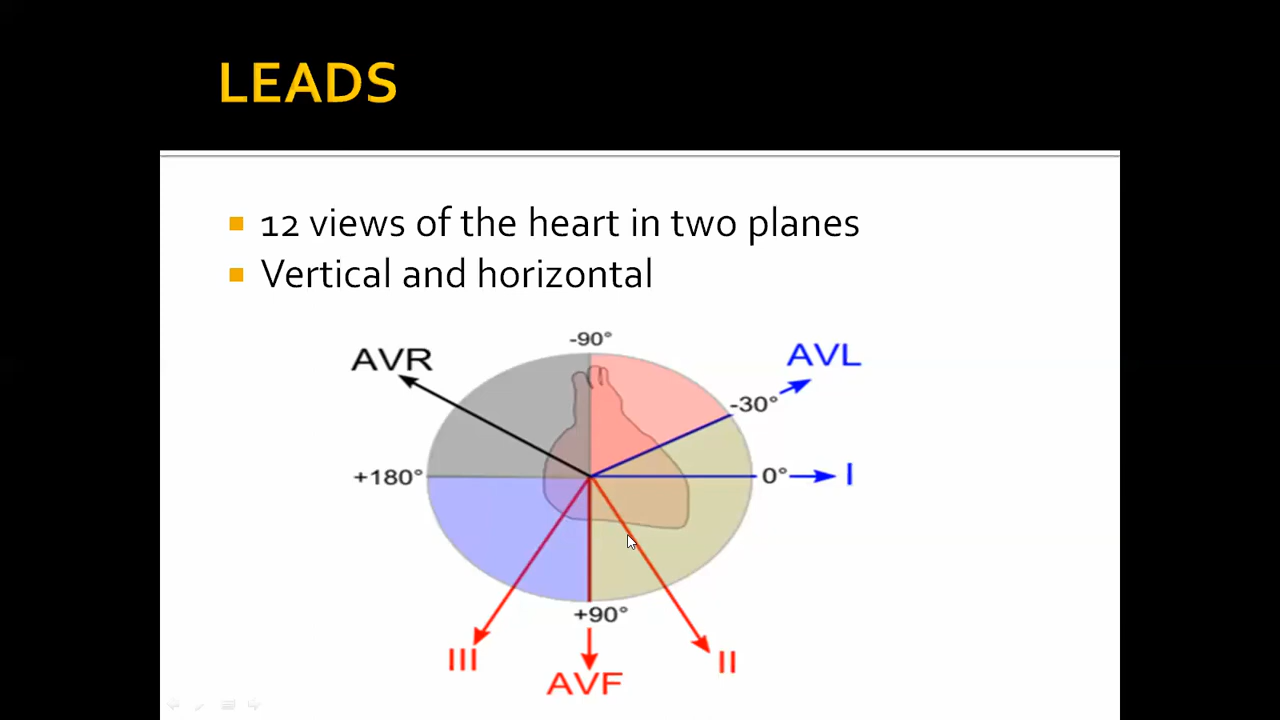 LEADS
12 views of the heart in two planes
Vertical and horizontal
-90°
AVR
AVL
-30°
+180°
0°
I
+90°
III
II
AVF